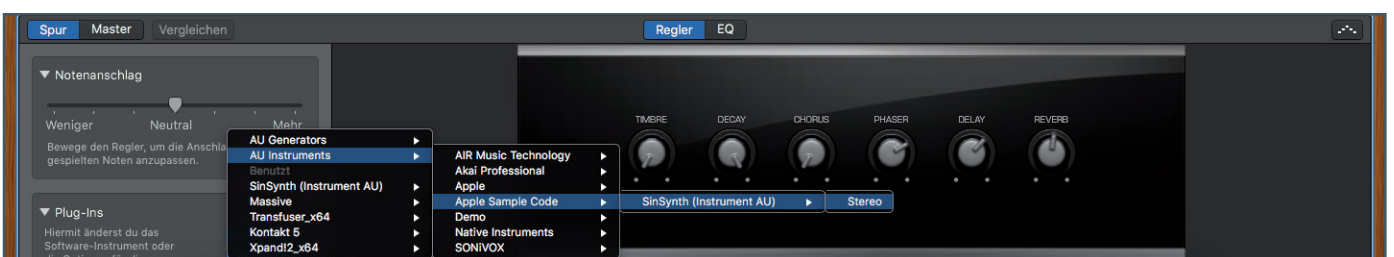 Spur Master Vergleichen
Regler EQ
Notenanschlag
Weniger Neutral Mehr
Bewege den Regler, um die Anschla
gespielten Noten anzupassen.
Plug-Ins
Hiermit änderst du das
Software-Instrument oder
AU Generators
AU Instruments
Benutzt
SinSynth (Instrument AU)
Massive
Transfuser_x64
Kontakt 5
Xpand!2_x64
AIR Music Technology
Akai Professional
Apple
Apple Sample Code
Demo
Native Instruments
SONiVOX
SinSynth (Instrument AU)
Stereo
TIMBRE DECAY CHORUS PHASER DELAY REVERB